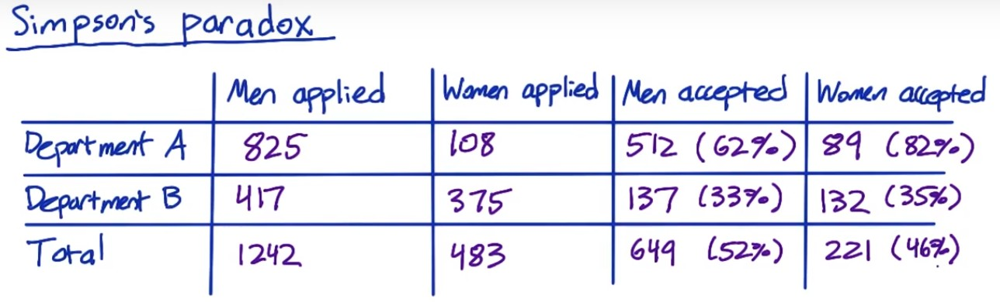 Simpson's paradox
Men applied Women applied Men accepted Women accepted
Department A 825 108 512 (62%) 89 (82%)
Department B 417 375 137 (33%) 132 (35%)
Total 1242 483 649 (52%) 221 (46%)